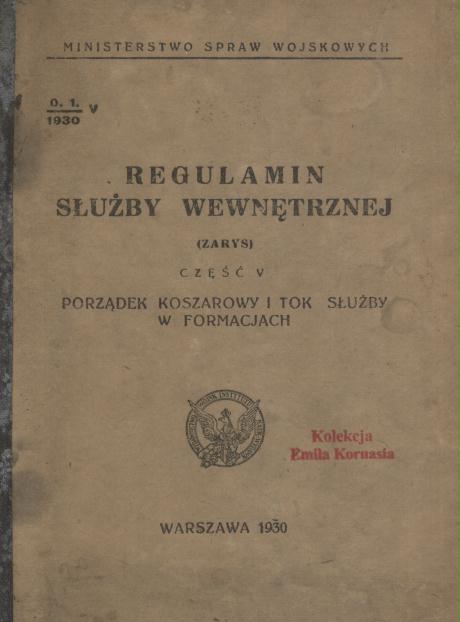 MINISTERSTWO SPRAW WOJSKOWYCH
O. 1.
1930
V
REGULAMIN
SŁUŻBY WEWNĘTRZNEJ
(ZARYS)
CZĘŚĆ V
PORZĄDEK KOSZAROWY I TOK SŁUŻBY
W FORMACJACH
Kolekcja
Emila Kornasia
WARSZAWA 1930